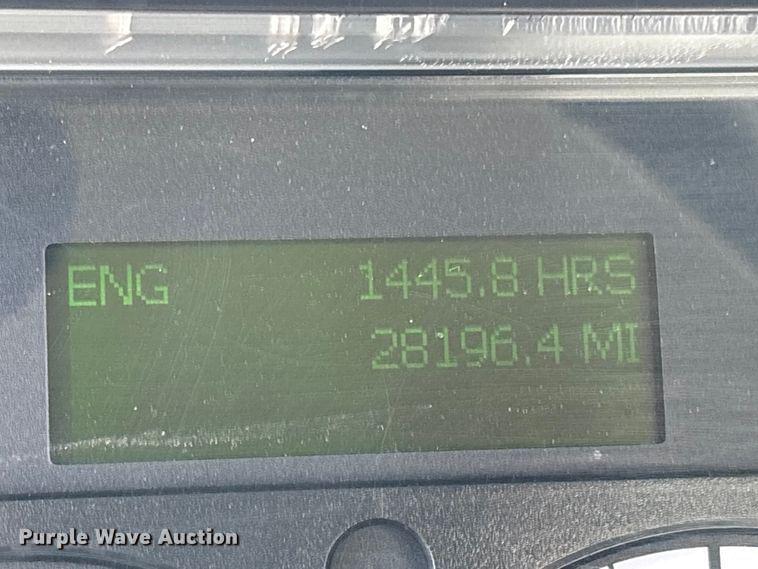 ENG 1445.8 HRS
28196.4 MI
Purple Wave Auction